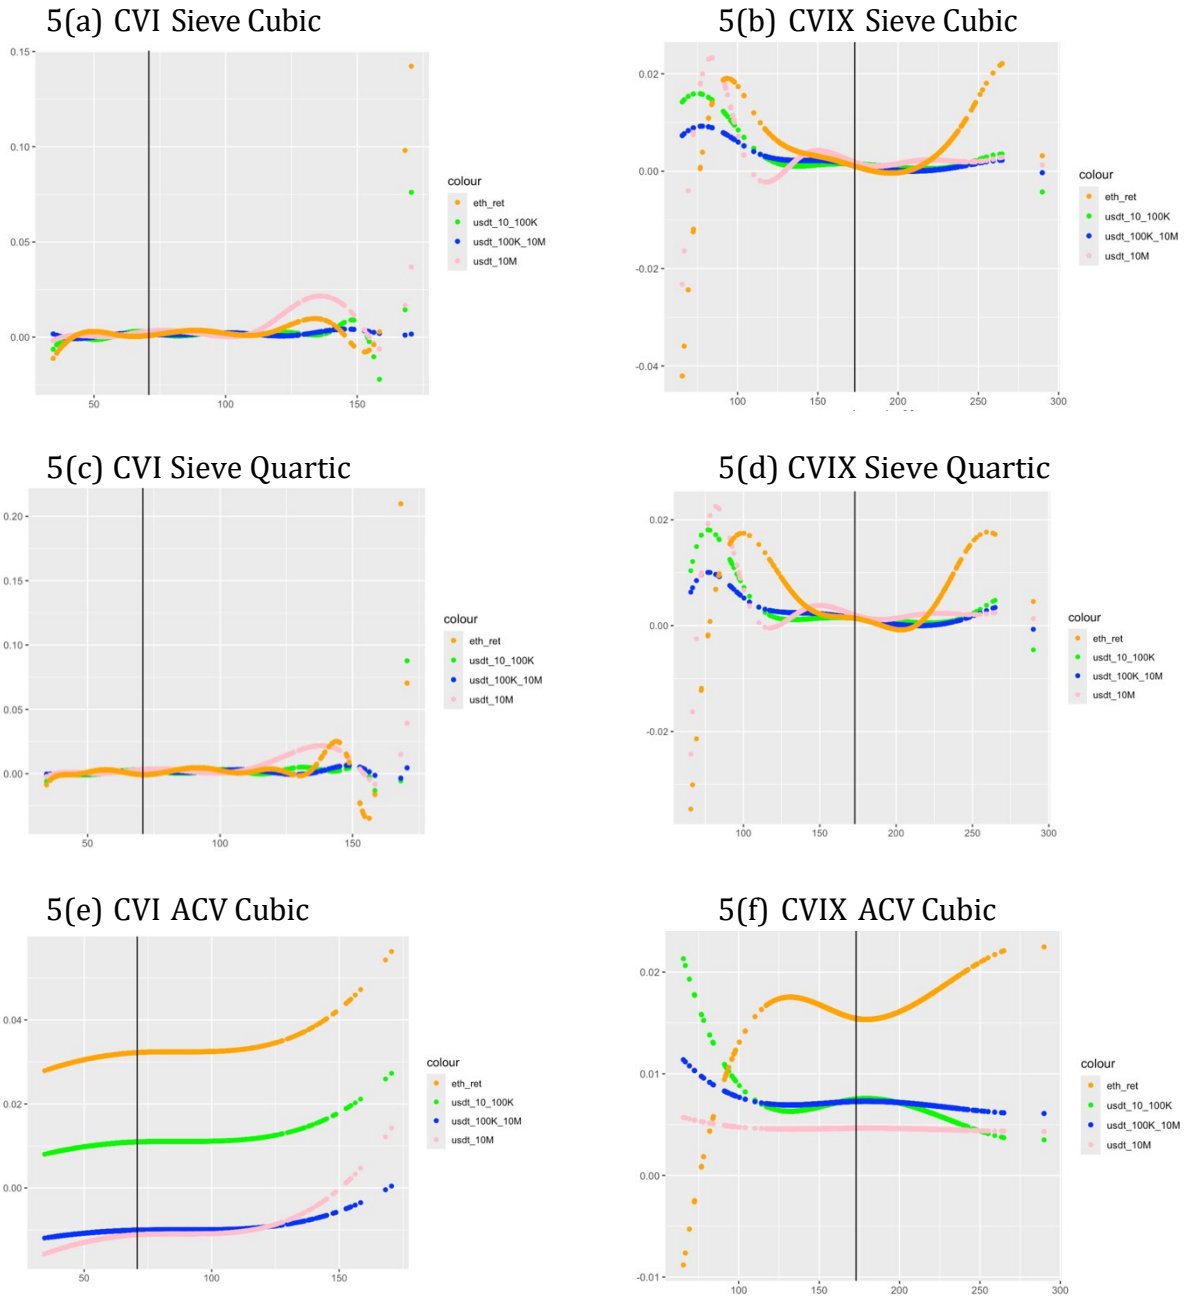 5(a) CVI Sieve Cubic
0.15
0.10
0.05
0.00
50 100 150
colour
eth_ret
usdt_10_100K
usdt_100K_10M
usdt_10M
5(b) CVIX Sieve Cubic
0.02
0.00
-0.02
-0.04
100 150 200 250 300
colour
eth_ret
usdt_10_100K
usdt_100K_10M
usdt_10M
5(c) CVI Sieve Quartic
0.20
0.15
0.10
0.05
0.00
50 100 150
colour
eth_ret
usdt_10_100K
usdt_100K_10M
usdt_10M
5(d) CVIX Sieve Quartic
0.02
0.00
-0.02
100 150 200 250 300
colour
eth_ret
usdt_10_100K
usdt_100K_10M
usdt_10M
5(e) CVI ACV Cubic
0.04
0.02
0.00
50 100 150
colour
eth_ret
usdt_10_100K
usdt_100K_10M
usdt_10M
5(f) CVIX ACV Cubic
0.02
0.01
0.00
-0.01
100 150 200 250 300
colour
eth_ret
usdt_10_100K
usdt_100K_10M
usdt_10M